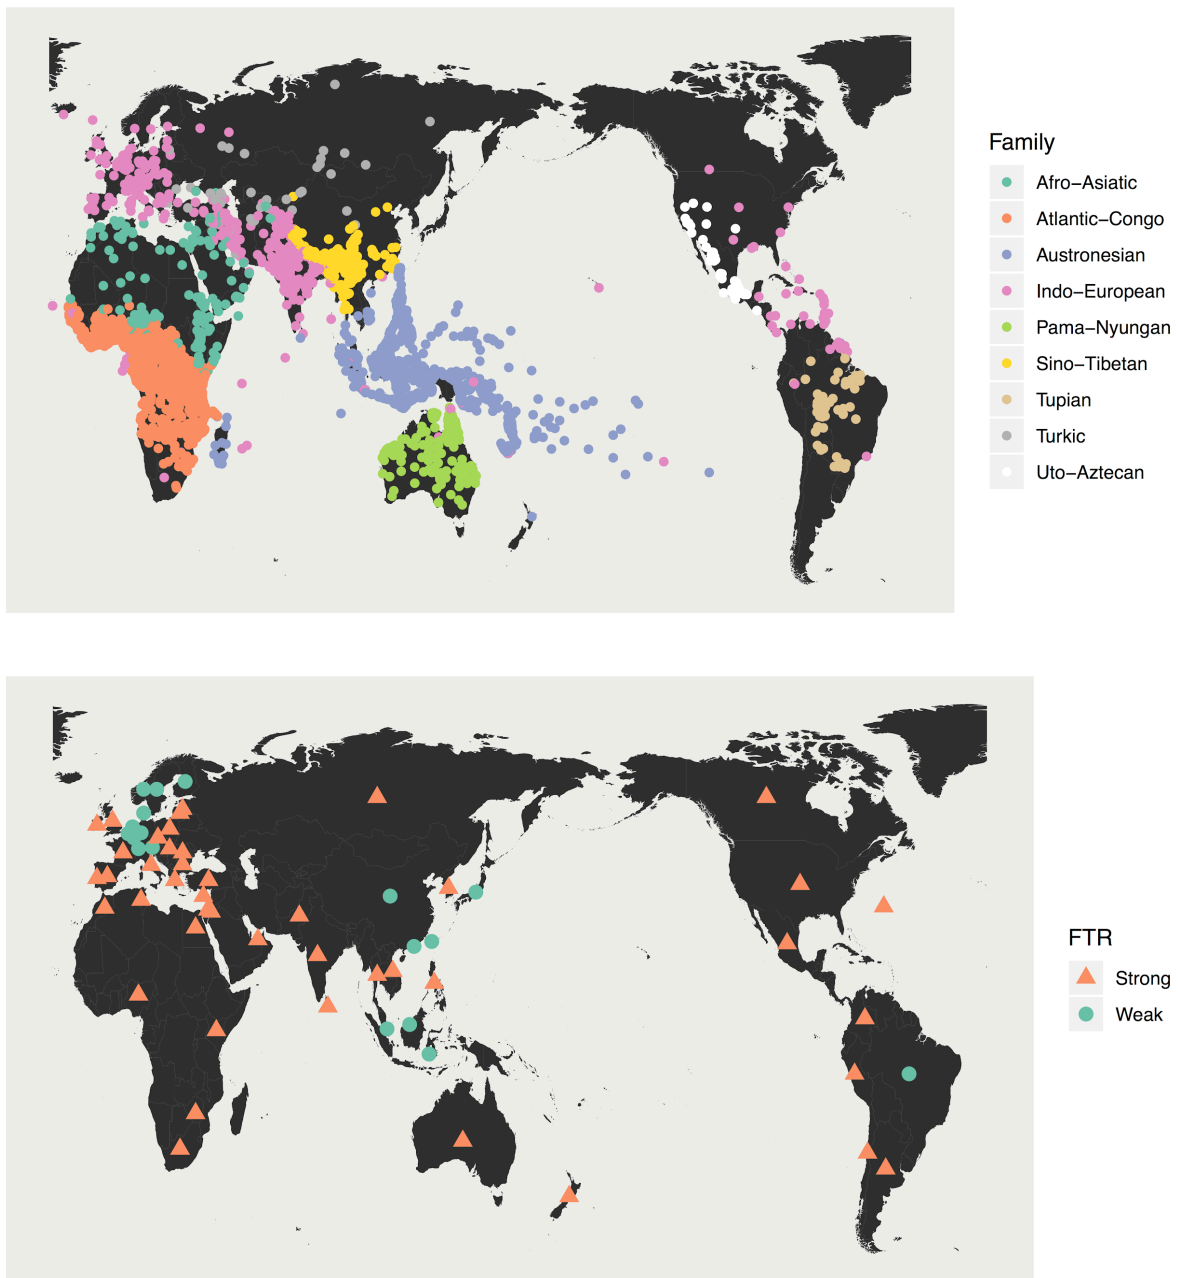 Family
Afro−Asiatic
Atlantic−Congo
Austronesian
Indo−European
Pama−Nyungan
Sino−Tibetan
Tupian
Turkic
Uto−Aztecan
FTR
Strong
Weak